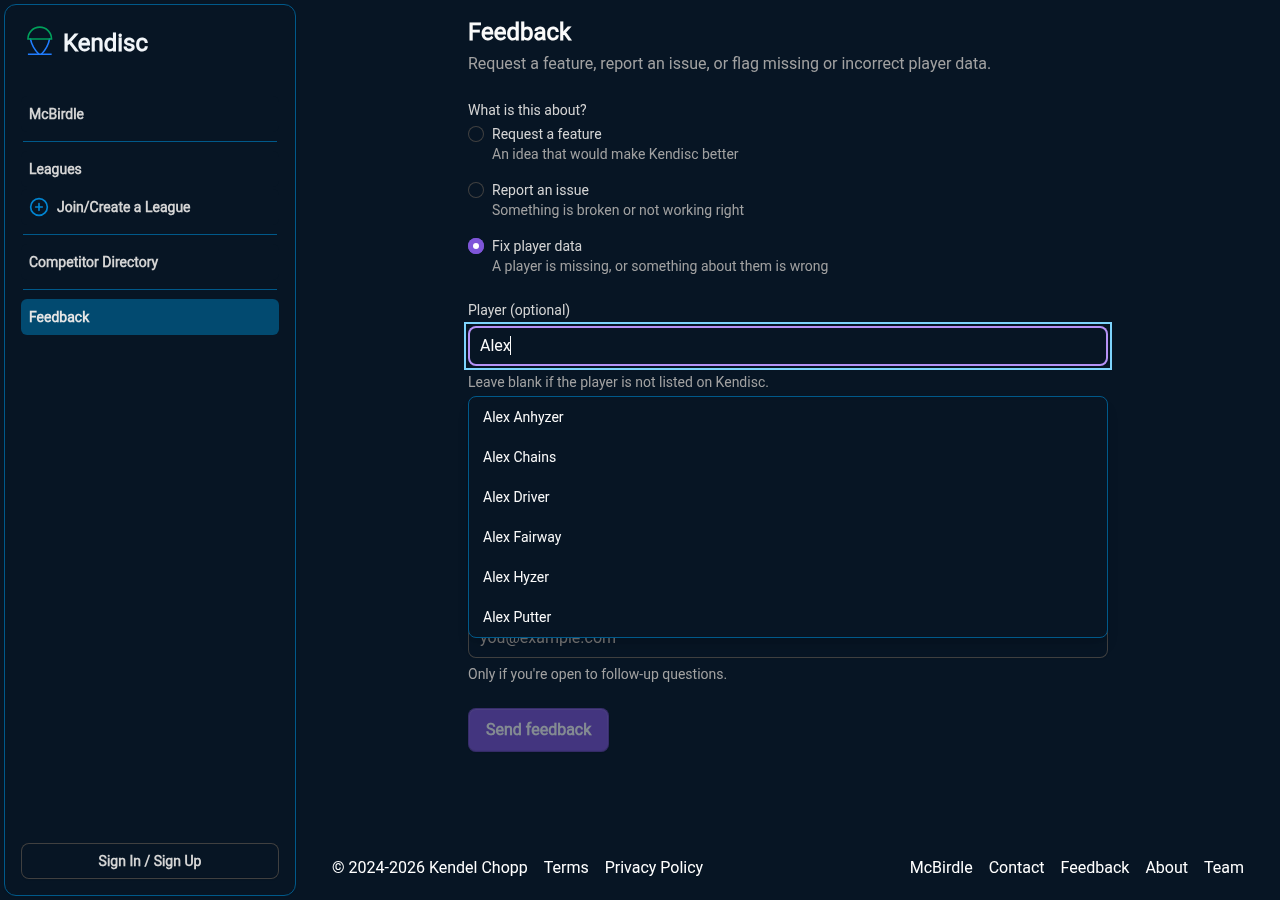 Kendisc
McBirdle
Leagues
Join/Create a League
Competitor Directory
Feedback
Sign In / Sign Up
Feedback
Request a feature, report an issue, or flag missing or incorrect player data.
What is this about?
Request a feature
An idea that would make Kendisc better
Report an issue
Something is broken or not working right
Fix player data
A player is missing, or something about them is wrong
Player (optional)
Alex
Leave blank if the player is not listed on Kendisc.
Alex Anhyzer
Alex Chains
Alex Driver
Alex Fairway
Alex Hyzer
Alex Putter
you@example.com
Only if you're open to follow-up questions.
Send feedback
© 2024-2026 Kendel Chopp Terms Privacy Policy McBirdle Contact Feedback About Team